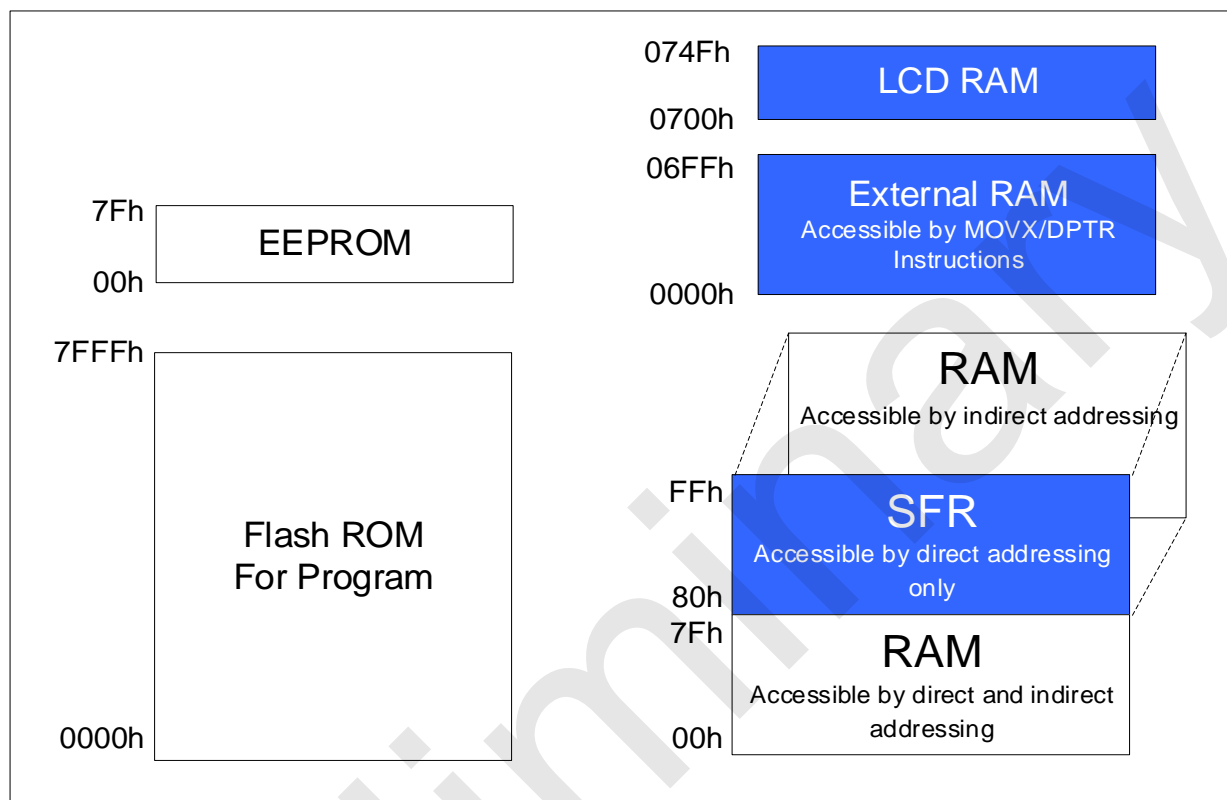 7Fh
EEPROM
00h
7FFFh
Flash ROM
For Program
0000h
074Fh
LCD RAM
0700h
06FFh
External RAM
Accessible by MOVX/DPTR
Instructions
0000h
RAM
Accessible by indirect addressing
FFh
SFR
Accessible by direct addressing
only
80h
7Fh
RAM
Accessible by direct and indirect
addressing
00h
liminary